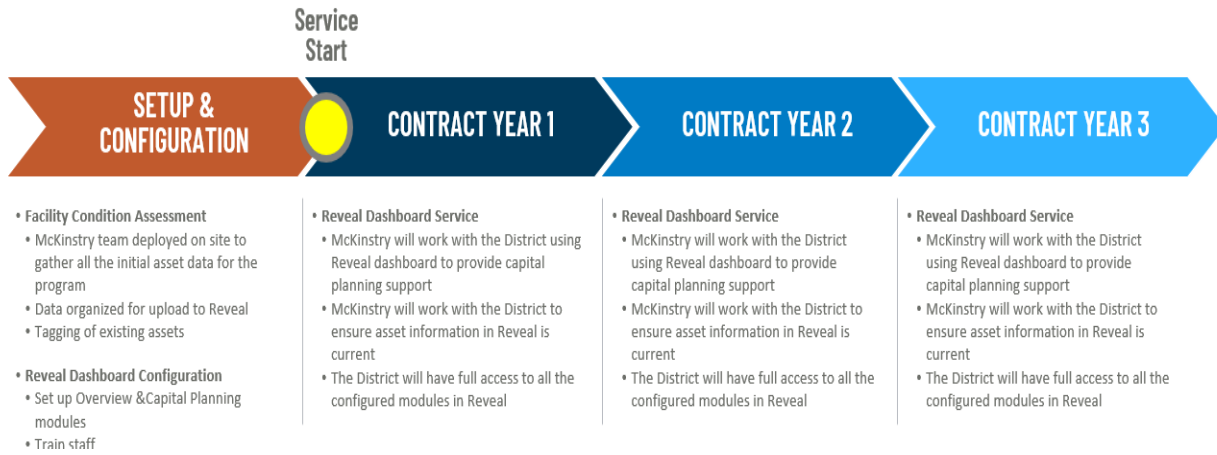 Service
Start
SETUP &
CONFIGURATION
CONTRACT YEAR 1
CONTRACT YEAR 2
CONTRACT YEAR 3
• Facility Condition Assessment
• McKinstry team deployed on site to
gather all the initial asset data for the
program
• Data organized for upload to Reveal
• Tagging of existing assets
• Reveal Dashboard Configuration
• Set up Overview &Capital Planning
modules
• Train staff
• Reveal Dashboard Service
• McKinstry will work with the District using
Reveal dashboard to provide capital
planning support
• McKinstry will work with the District to
ensure asset information in Reveal is
current
• The District will have full access to all the
configured modules in Reveal
• Reveal Dashboard Service
• McKinstry will work with the District
using Reveal dashboard to provide
capital planning support
• McKinstry will work with the District to
ensure asset information in Reveal is
current
• The District will have full access to all the
configured modules in Reveal
• Reveal Dashboard Service
• McKinstry will work with the District
using Reveal dashboard to provide
capital planning support
• McKinstry will work with the District to
ensure asset information in Reveal is
current
• The District will have full access to all the
configured modules in Reveal